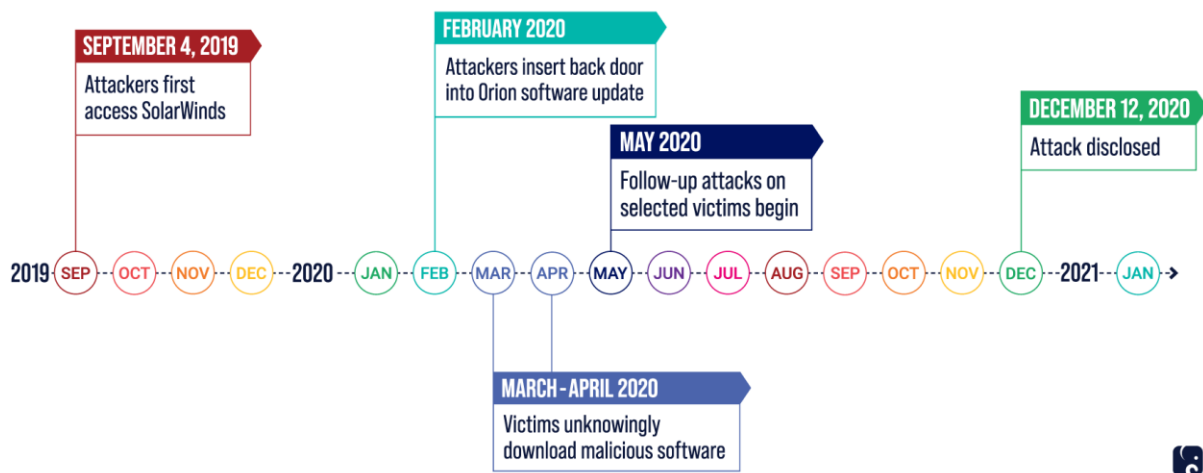 SEPTEMBER 4, 2019
Attackers first
access SolarWinds
FEBRUARY 2020
Attackers insert back door
into Orion software update
MAY 2020
Follow-up attacks on
selected victims begin
DECEMBER 12, 2020
Attack disclosed
2019 SEP OCT NOV DEC 2020 JAN FEB MAR APR MAY JUN JUL AUG SEP OCT NOV DEC 2021 JAN
MARCH - APRIL 2020
Victims unknowingly
download malicious software